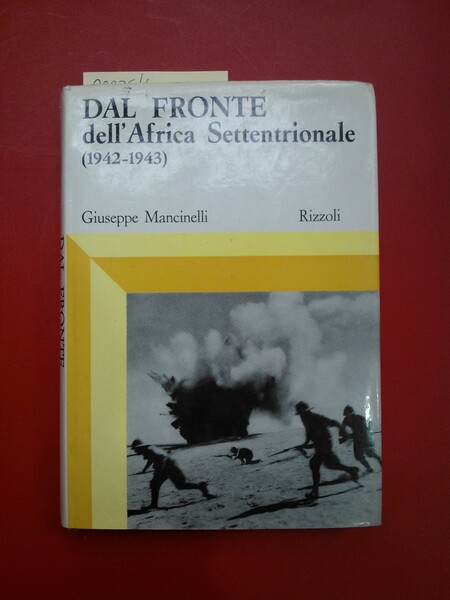 DAL FRONTE
dell'Africa Settentrionale
(1942-1943)
Giuseppe Mancinelli Rizzoli
DAL FRONTE